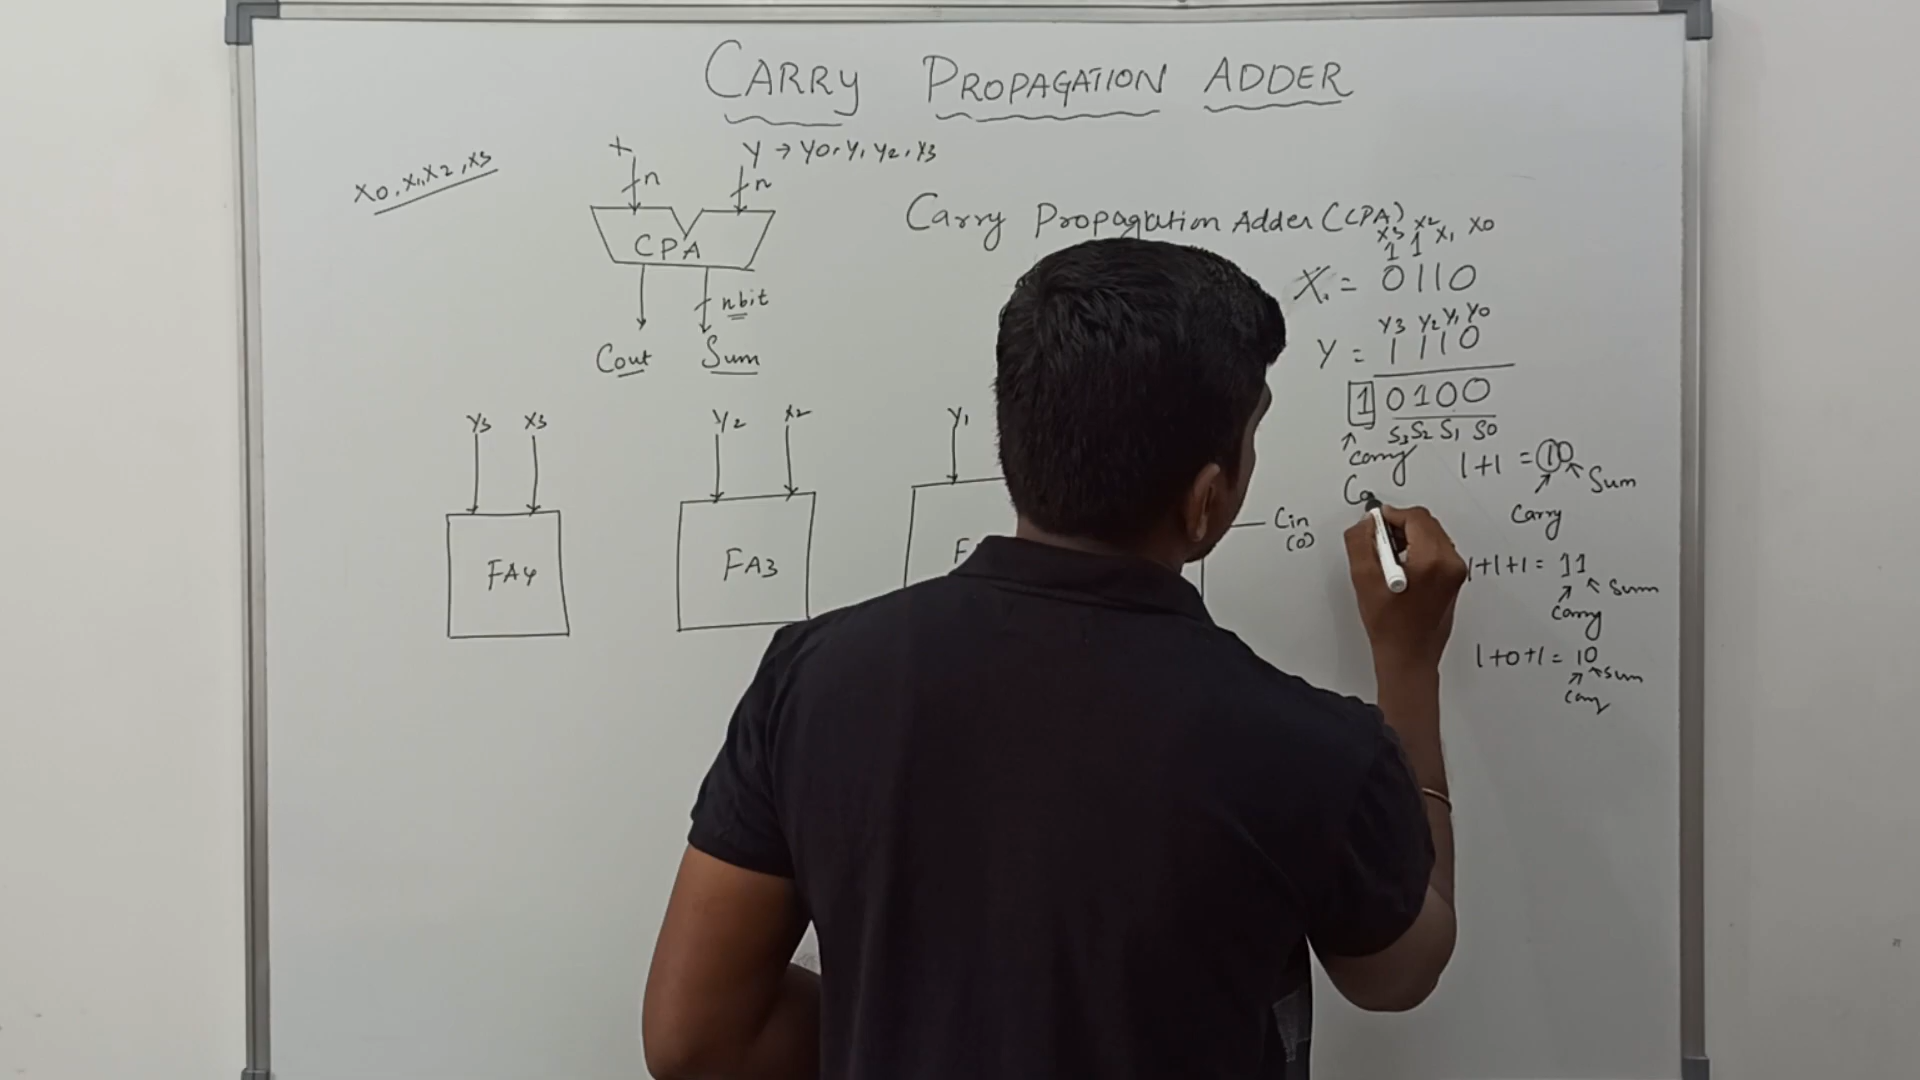 CARRY PROPAGATION ADDER
X0, X1, X2, X3
X
Y → Y0, Y1, Y2, Y3
n
n
CPA
nbit
Cout
Sum
Carry Propagation Adder (CPA)
X3 X2 X1 X0
1 1
X = 0110
Y3 Y2 Y1 Y0
Y = 1110
1 0100
S3 S2 S1 S0
Carry
1+1 = 10
Sum
Carry
1+1+1 = 11
Sum
Carry
1+0+1 = 10
Sum
Y3 X3
Y2 X2
Y1
FA4
FA3
Cin
(0)